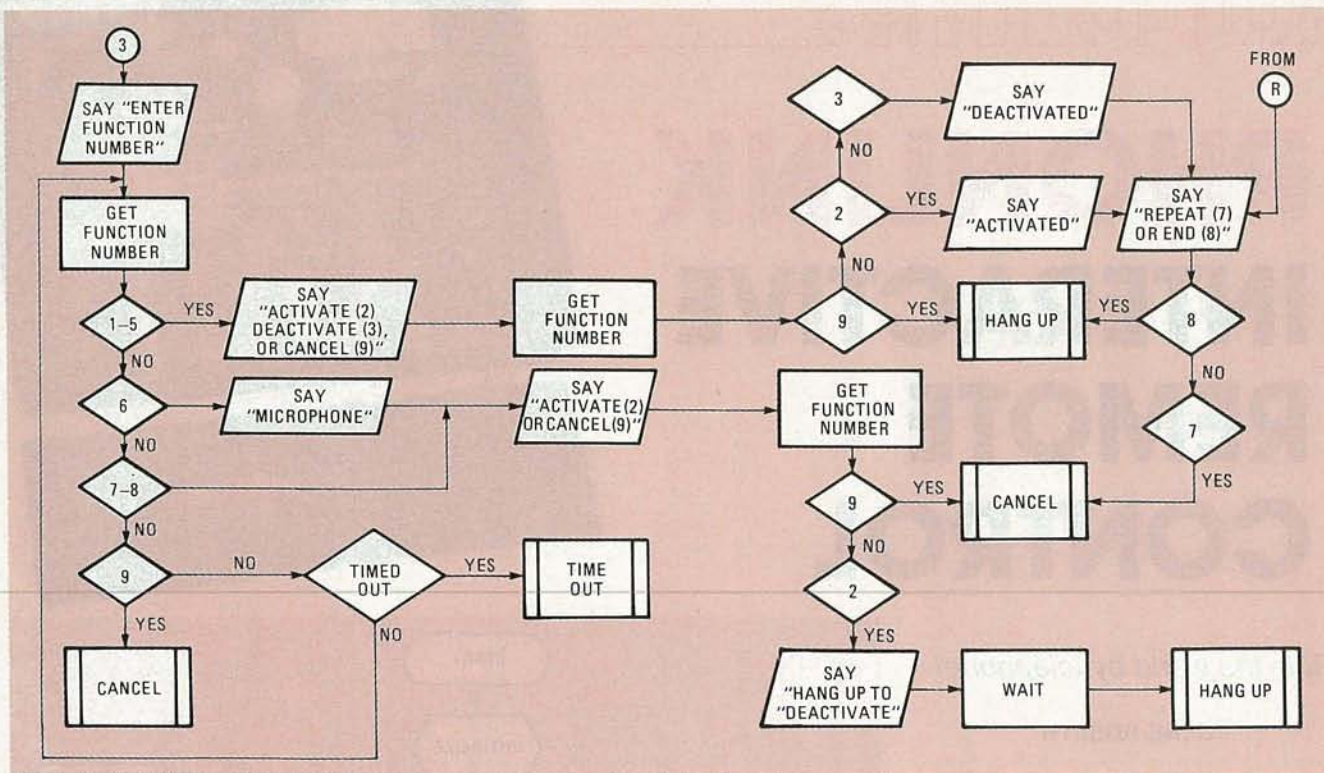 3
SAY "ENTER
FUNCTION
NUMBER"
GET
FUNCTION
NUMBER
1–5
YES
SAY
"ACTIVATE (2)
DEACTIVATE (3),
OR CANCEL (9)"
GET
FUNCTION
NUMBER
9
YES
HANG UP
NO
2
YES
SAY
"ACTIVATED"
NO
3
SAY
"DEACTIVATED"
FROM
R
SAY
"REPEAT (7)
OR END (8)"
8
YES
NO
7
YES
NO
6
SAY
"MICROPHONE"
SAY
"ACTIVATE (2)
OR CANCEL (9)"
GET
FUNCTION
NUMBER
9
YES
CANCEL
NO
2
YES
SAY
"HANG UP TO
"DEACTIVATE"
WAIT
HANG UP
NO
7–8
NO
9
NO
TIMED
OUT
YES
TIME
OUT
NO
YES
CANCEL